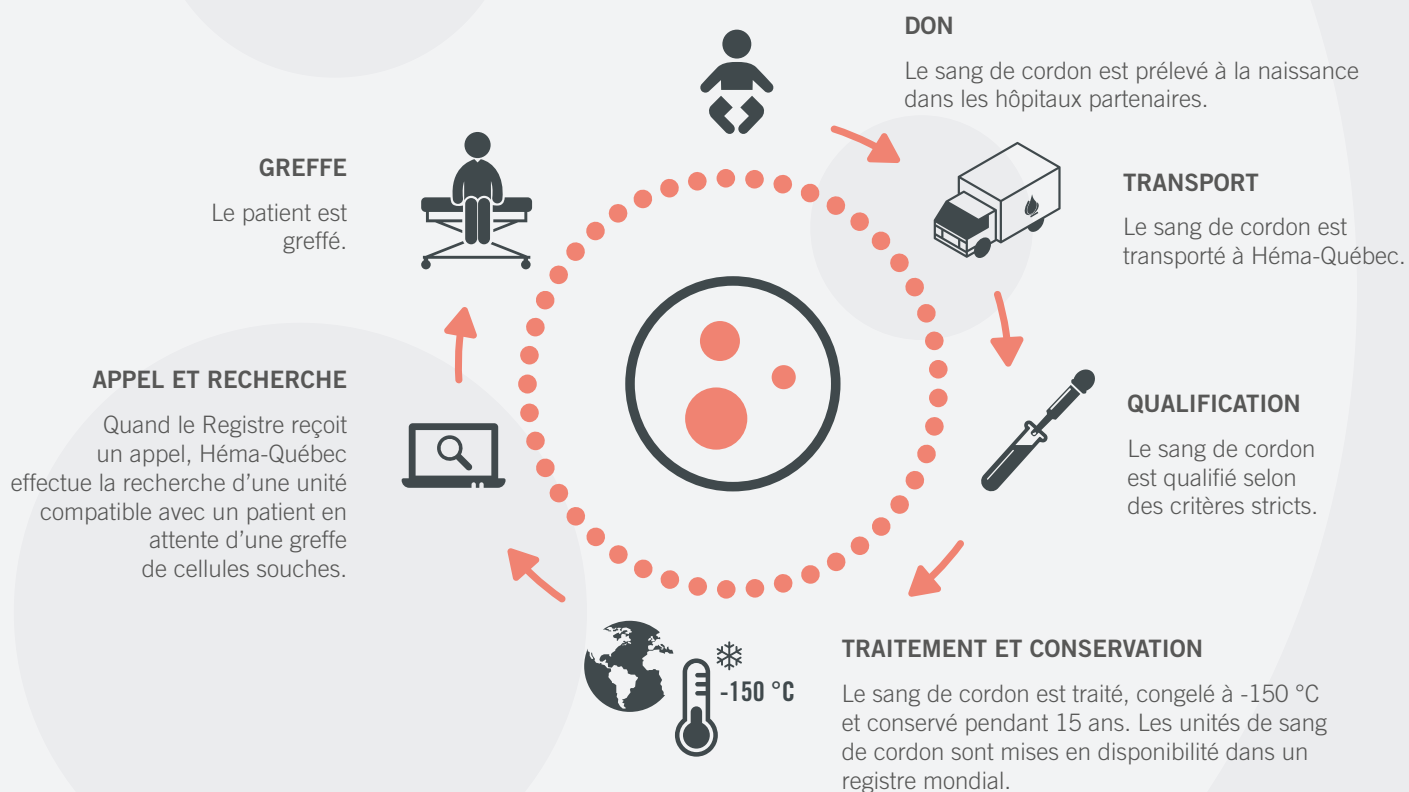 DON
Le sang de cordon est prélevé à la naissance
dans les hôpitaux partenaires.
TRANSPORT
Le sang de cordon est
transporté à Héma-Québec.
QUALIFICATION
Le sang de cordon
est qualifié selon
des critères stricts.
TRAITEMENT ET CONSERVATION
Le sang de cordon est traité, congelé à -150 °C
et conservé pendant 15 ans. Les unités de sang
de cordon sont mises en disponibilité dans un
registre mondial.
-150 °C
APPEL ET RECHERCHE
Quand le Registre reçoit
un appel, Héma-Québec
effectue la recherche d’une unité
compatible avec un patient en
attente d’une greffe
de cellules souches.
GREFFE
Le patient est
greffé.